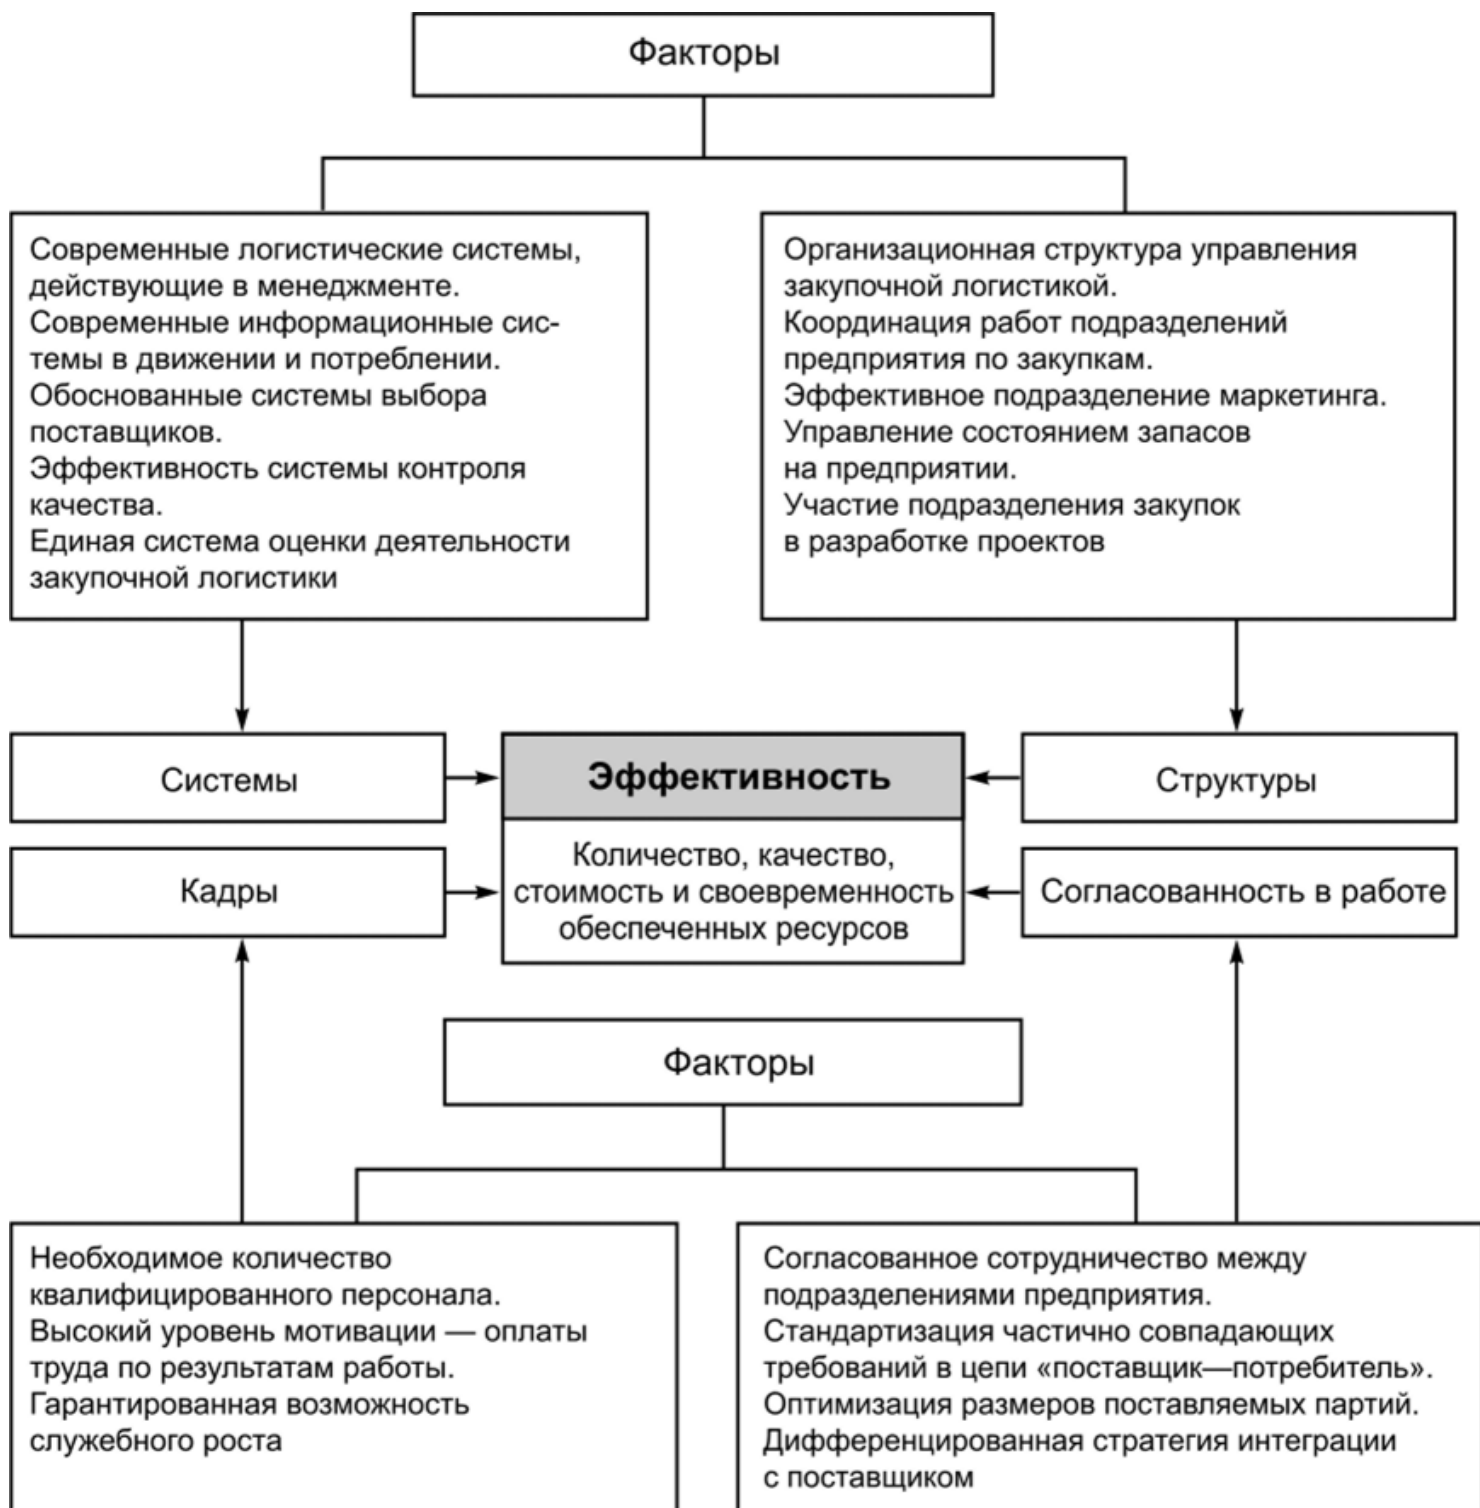 Факторы
Современные логистические системы,
действующие в менеджменте.
Современные информационные сис-
темы в движении и потреблении.
Обоснованные системы выбора
поставщиков.
Эффективность системы контроля
качества.
Единая система оценки деятельности
закупочной логистики
Организационная структура управления
закупочной логистикой.
Координация работ подразделений
предприятия по закупкам.
Эффективное подразделение маркетинга.
Управление состоянием запасов
на предприятии.
Участие подразделения закупок
в разработке проектов
Системы
Эффективность
Структуры
Кадры
Количество, качество,
стоимость и своевременность
обеспеченных ресурсов
Согласованность в работе
Факторы
Необходимое количество
квалифицированного персонала.
Высокий уровень мотивации — оплаты
труда по результатам работы.
Гарантированная возможность
служебного роста
Согласованное сотрудничество между
подразделениями предприятия.
Стандартизация частично совпадающих
требований в цепи «поставщик—потребитель».
Оптимизация размеров поставляемых партий.
Дифференцированная стратегия интеграции
с поставщиком